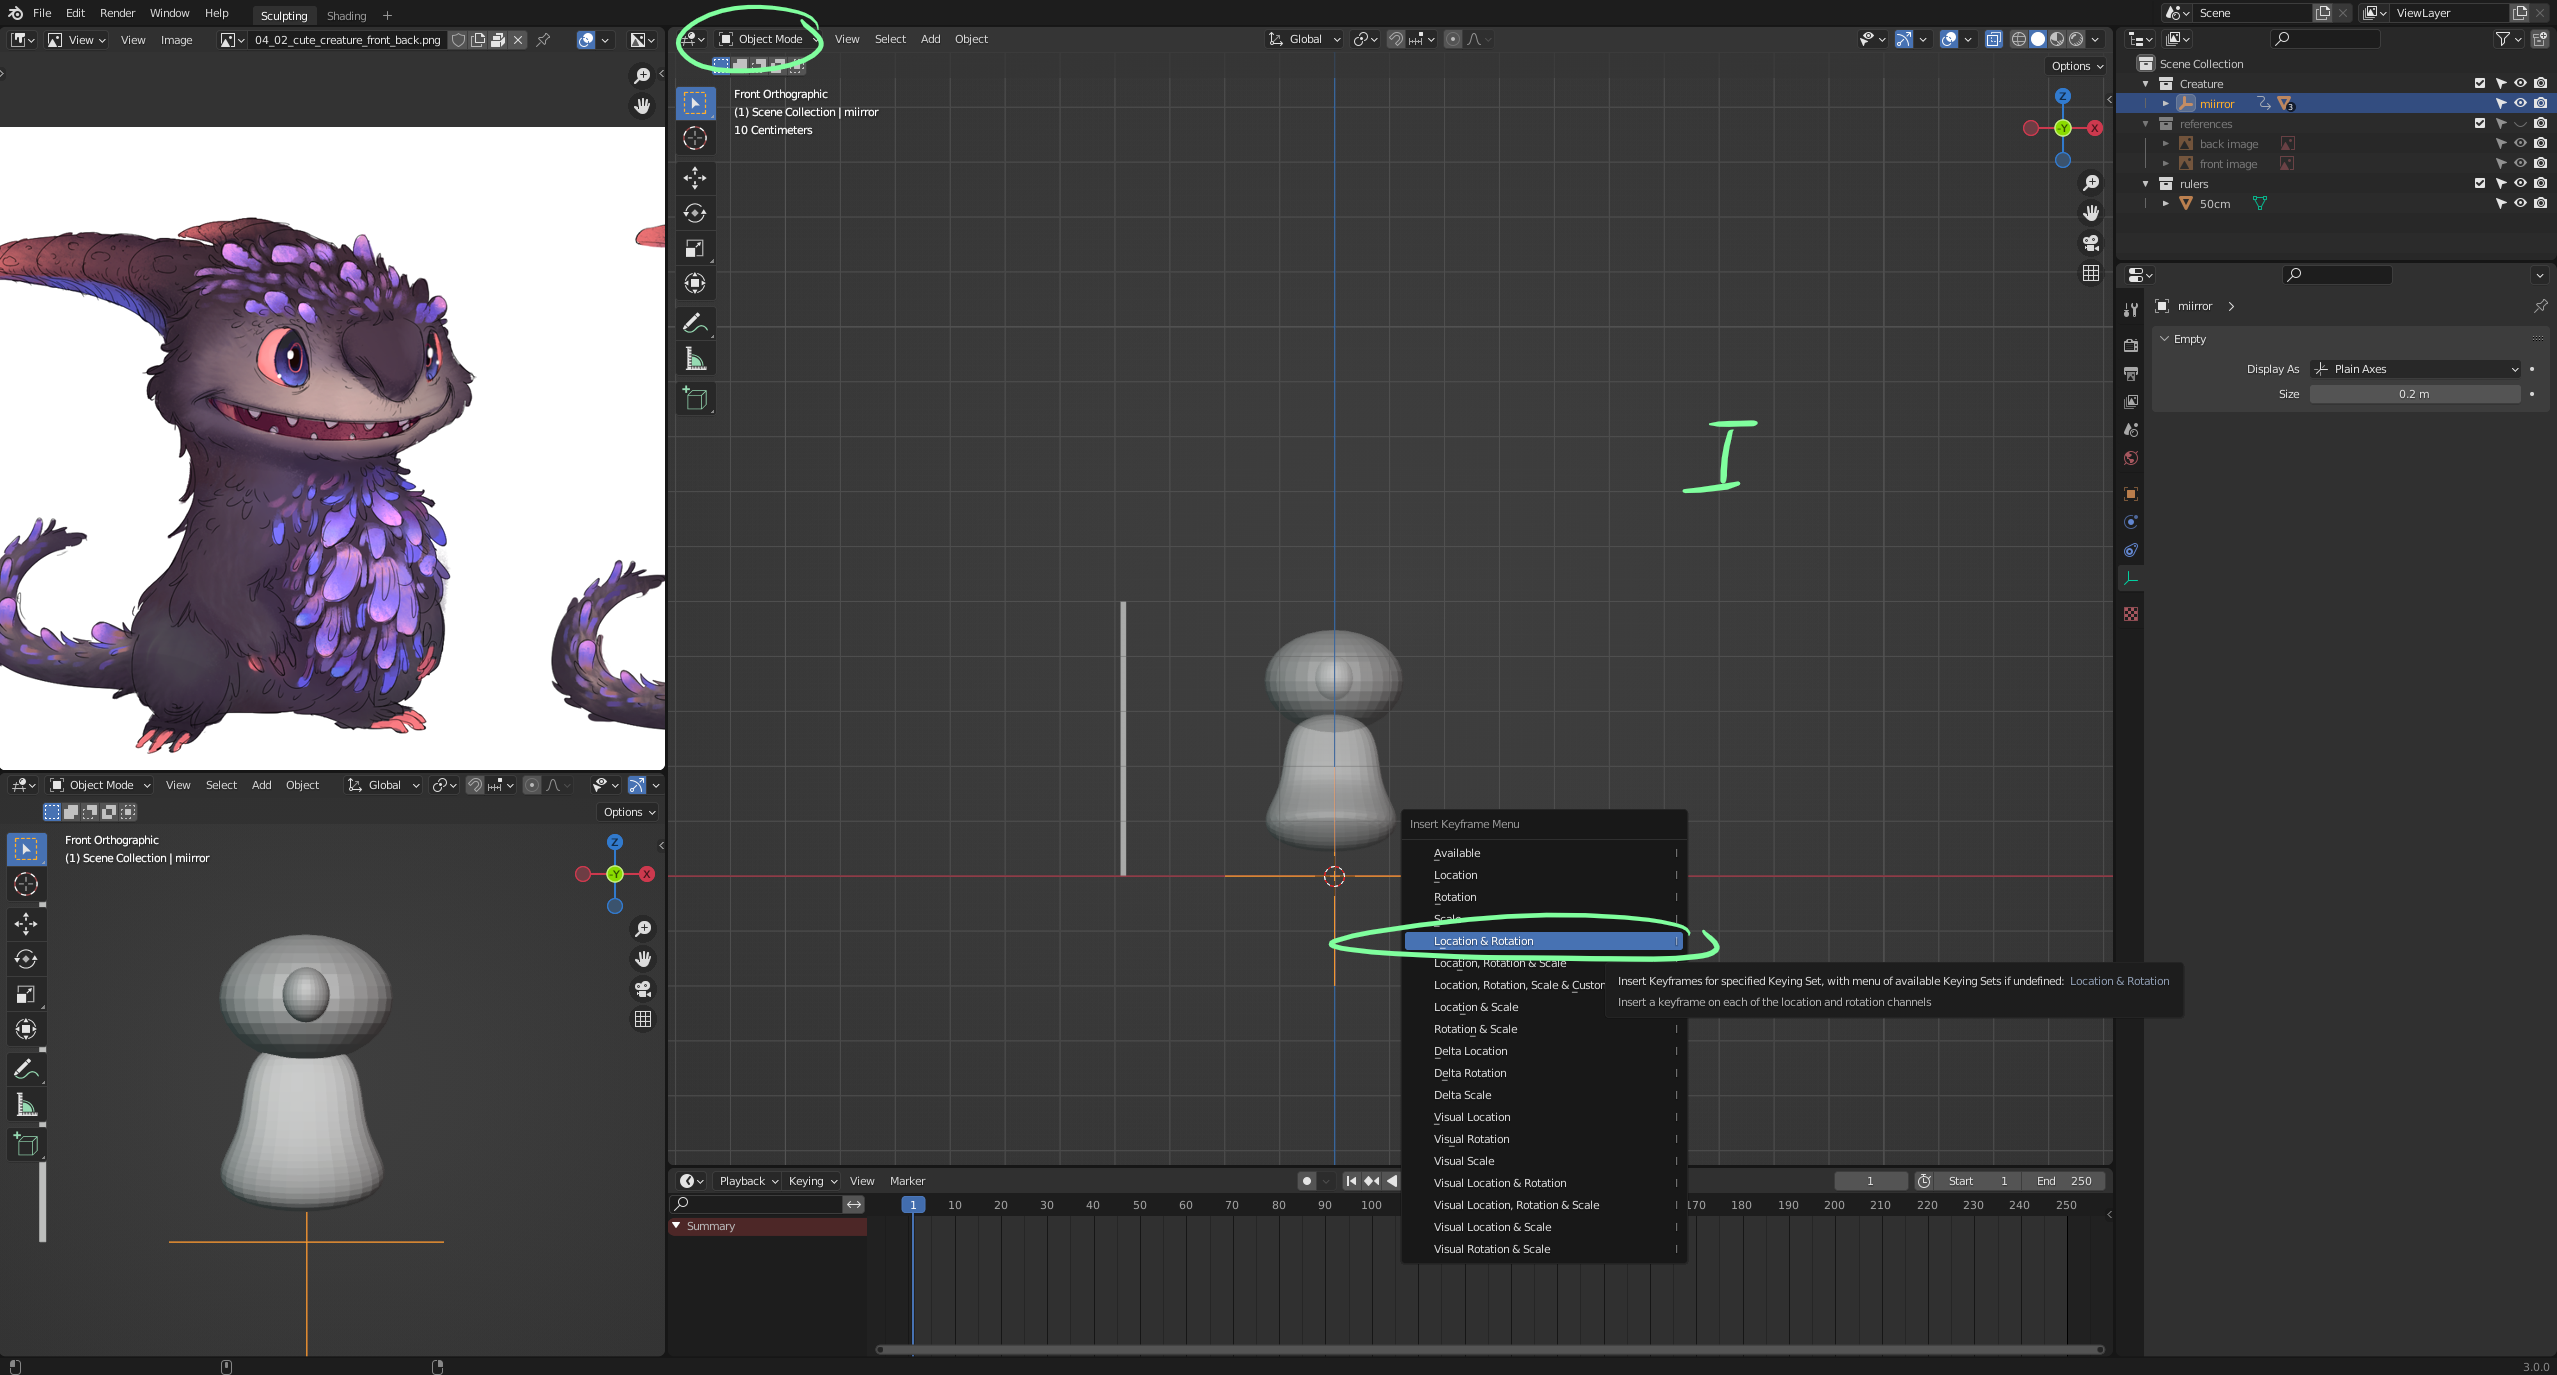 File Edit Render Window Help Sculpting Shading +
Scene ViewLayer
View View Image 04_02_cute_creature_front_back.png
Object Mode View Select Add Object Global
Options
Front Orthographic
(1) Scene Collection | miirror
10 Centimeters
Z
-Y X
I
Scene Collection
Creature
miirror
3
references
back image
front image
rulers
50cm
miirror
Empty
Display As Plain Axes
Size 0.2 m
Object Mode View Select Add Object Global
Options
Front Orthographic
(1) Scene Collection | miirror
Z
-Y X
Insert Keyframe Menu
Available I
Location I
Rotation I
Scale I
Location & Rotation I
Location, Rotation & Scale
Location, Rotation, Scale & Custom
Location & Scale
Rotation & Scale I
Delta Location I
Delta Rotation I
Delta Scale I
Visual Location I
Visual Rotation I
Visual Scale I
Visual Location & Rotation I
Visual Location, Rotation & Scale I
Visual Location & Scale I
Visual Rotation & Scale I
Insert Keyframes for specified Keying Set, with menu of available Keying Sets if undefined: Location & Rotation
Insert a keyframe on each of the location and rotation channels
Playback Keying View Marker 1 Start 1 End 250
1 10 20 30 40 50 60 70 80 90 100 170 180 190 200 210 220 230 240 250
Summary
3.0.0